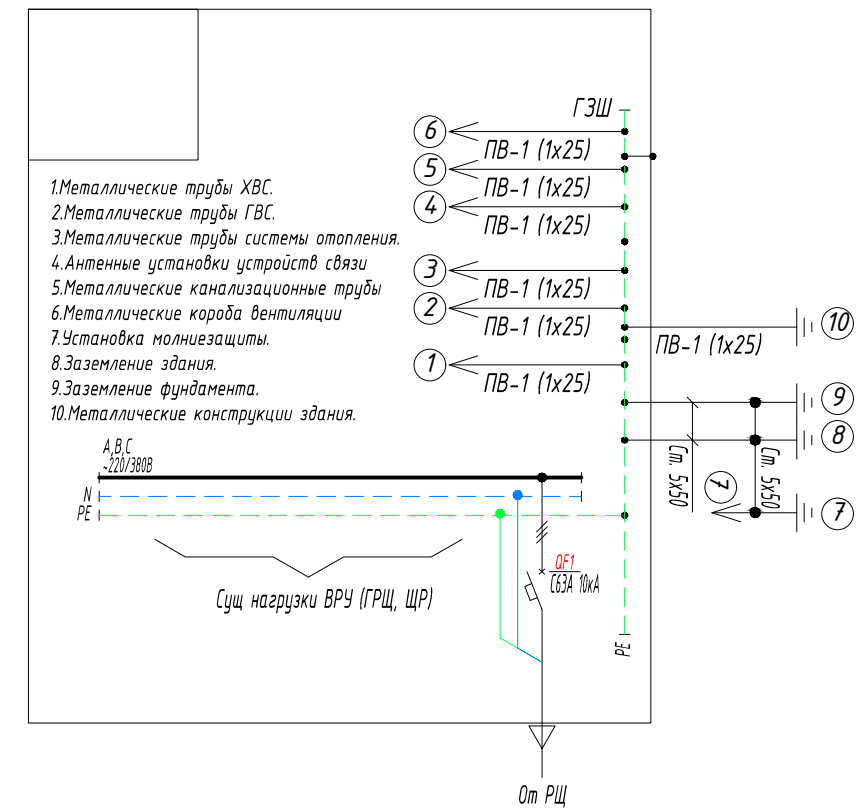 ГЗШ
6
ПВ-1 (1х25)
5
ПВ-1 (1х25)
4
ПВ-1 (1х25)
3
ПВ-1 (1х25)
2
ПВ-1 (1х25)
1
ПВ-1 (1х25)
1.Металлические трубы ХВС.
2.Металлические трубы ГВС.
3.Металлические трубы системы отопления.
4.Антенные установки устройств связи
5.Металлические канализационные трубы
6.Металлические короба вентиляции
7.Установка молниезащиты.
8.Заземление здания.
9.Заземление фундамента.
10.Металлические конструкции здания.
10
ПВ-1 (1х25)
9
8
Ст. 5х50
Ст. 5х50
7
7
А,В,С
~220/380В
N
PE
QF1
C63A 10кА
Сущ нагрузки ВРУ (ГРЩ, ЩР)
PE
От РЩ